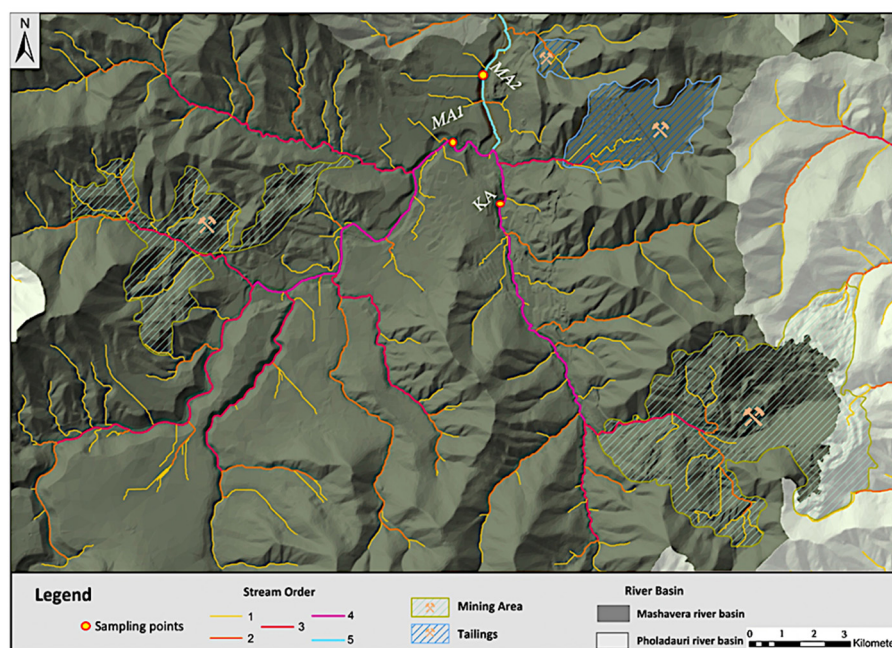 N
MA2
MA1
KA
Legend
Sampling points
Stream Order
1
2
3
4
5
Mining Area
Tailings
River Basin
Mashavera river basin
Pholadauri river basin
0 1 2 3
Kilomete